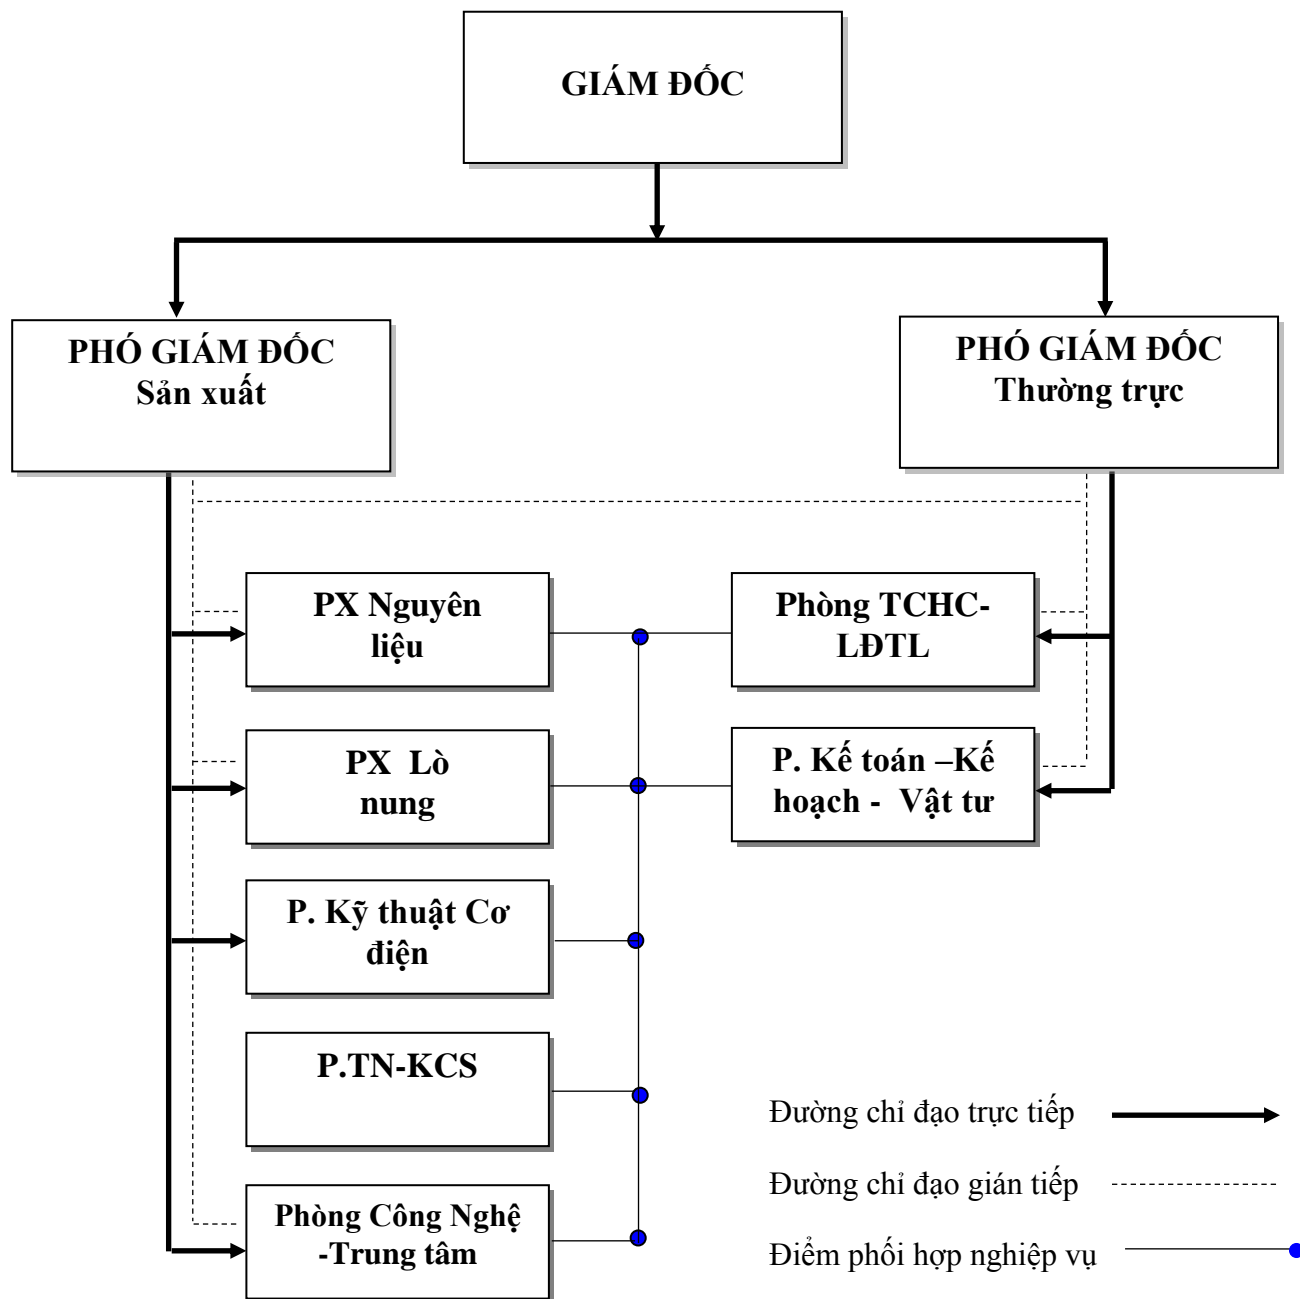 GIÁM ĐỐC
PHÓ GIÁM ĐỐC
Sản xuất
PHÓ GIÁM ĐỐC
Thường trực
PX Nguyên
liệu
Phòng TCHC-
LĐTL
PX Lò
nung
P. Kế toán –Kế
hoạch - Vật tư
P. Kỹ thuật Cơ
điện
P.TN-KCS
Phòng Công Nghệ
-Trung tâm
Đường chỉ đạo trực tiếp
Đường chỉ đạo gián tiếp
Điểm phối hợp nghiệp vụ